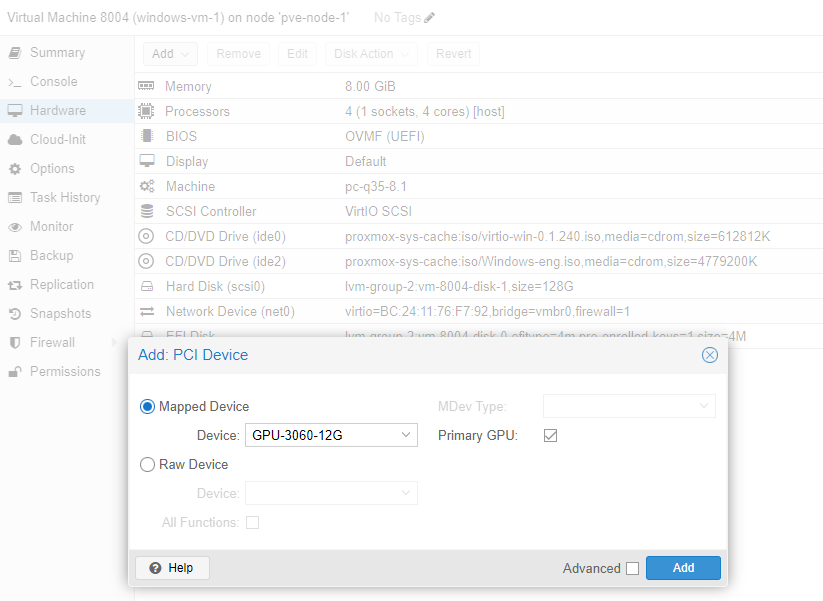 Virtual Machine 8004 (windows-vm-1) on node 'pve-node-1' No Tags
Summary
Console
Hardware
Cloud-Init
Options
Task History
Monitor
Backup
Replication
Snapshots
Firewall
Permissions
Add Remove Edit Disk Action Revert
Memory 8.00 GiB
Processors 4 (1 sockets, 4 cores) [host]
BIOS OVMF (UEFI)
Display Default
Machine pc-q35-8.1
SCSI Controller VirtIO SCSI
CD/DVD Drive (ide0) proxmox-sys-cache:iso/virtio-win-0.1.240.iso,media=cdrom,size=612812K
CD/DVD Drive (ide2) proxmox-sys-cache:iso/Windows-eng.iso,media=cdrom,size=4779200K
Hard Disk (scsi0) lvm-group-2:vm-8004-disk-1,size=128G
Network Device (net0) virtio=BC:24:11:76:F7:92,bridge=vmbr0,firewall=1
EFI Disk lvm-group-2:vm-8004-disk-0,efitype=4m,pre-enrolled-keys=1,size=4M
Add: PCI Device
Mapped Device MDev Type:
Device: GPU-3060-12G Primary GPU:
Raw Device
Device:
All Functions:
Help Advanced Add